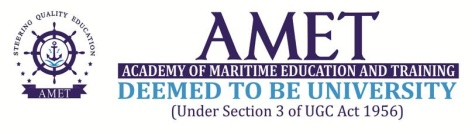 STEERING QUALITY EDUCATION
AMET
AMET
ACADEMY OF MARITIME EDUCATION AND TRAINING
DEEMED TO BE UNIVERSITY
(Under Section 3 of UGC Act 1956)